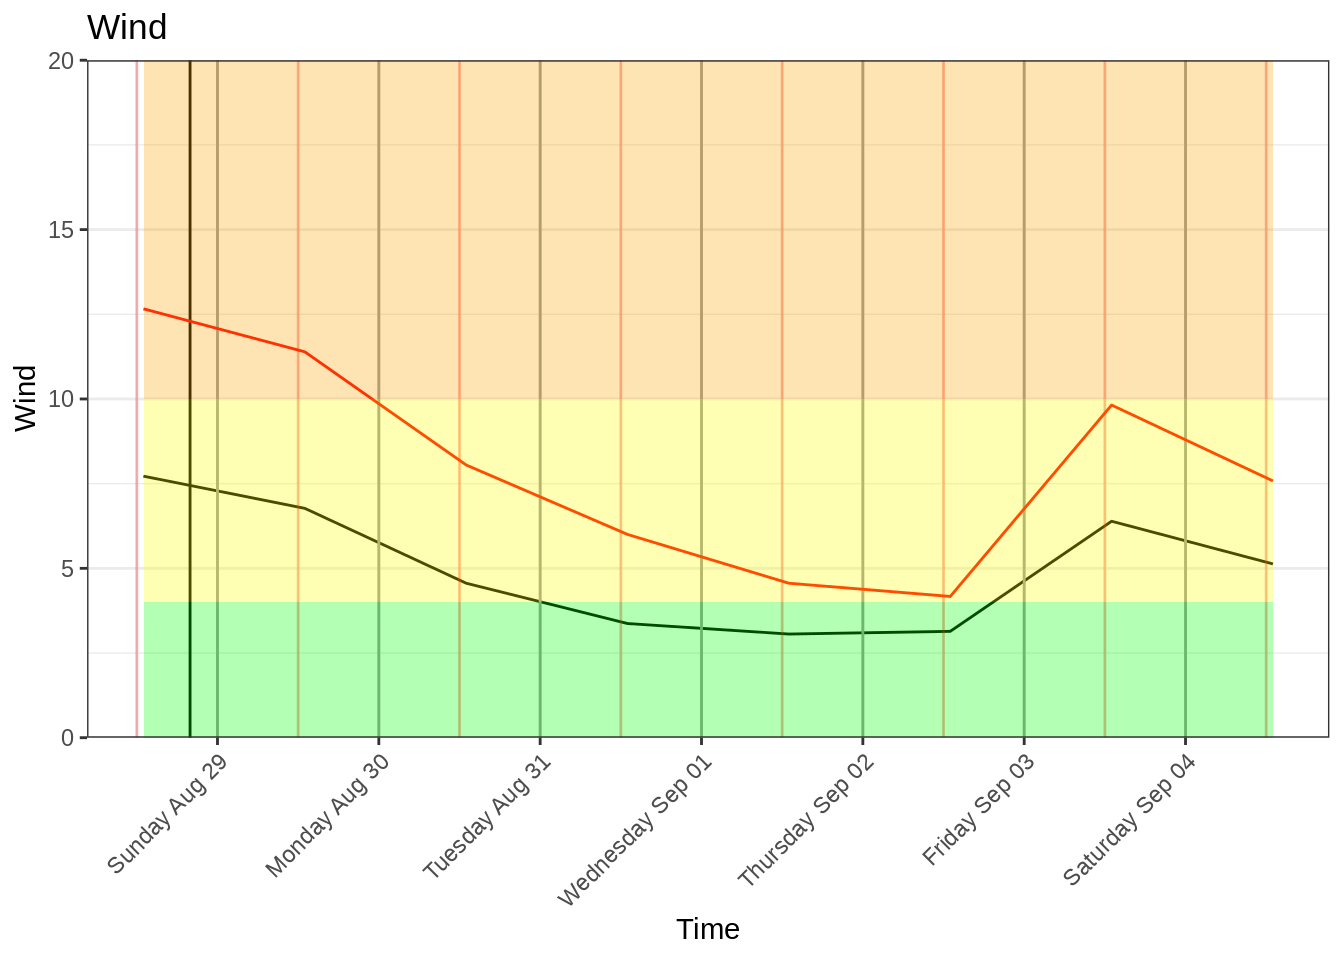 Wind
20
15
10
5
0
Wind
Sunday Aug 29
Monday Aug 30
Tuesday Aug 31
Wednesday Sep 01
Thursday Sep 02
Friday Sep 03
Saturday Sep 04
Time